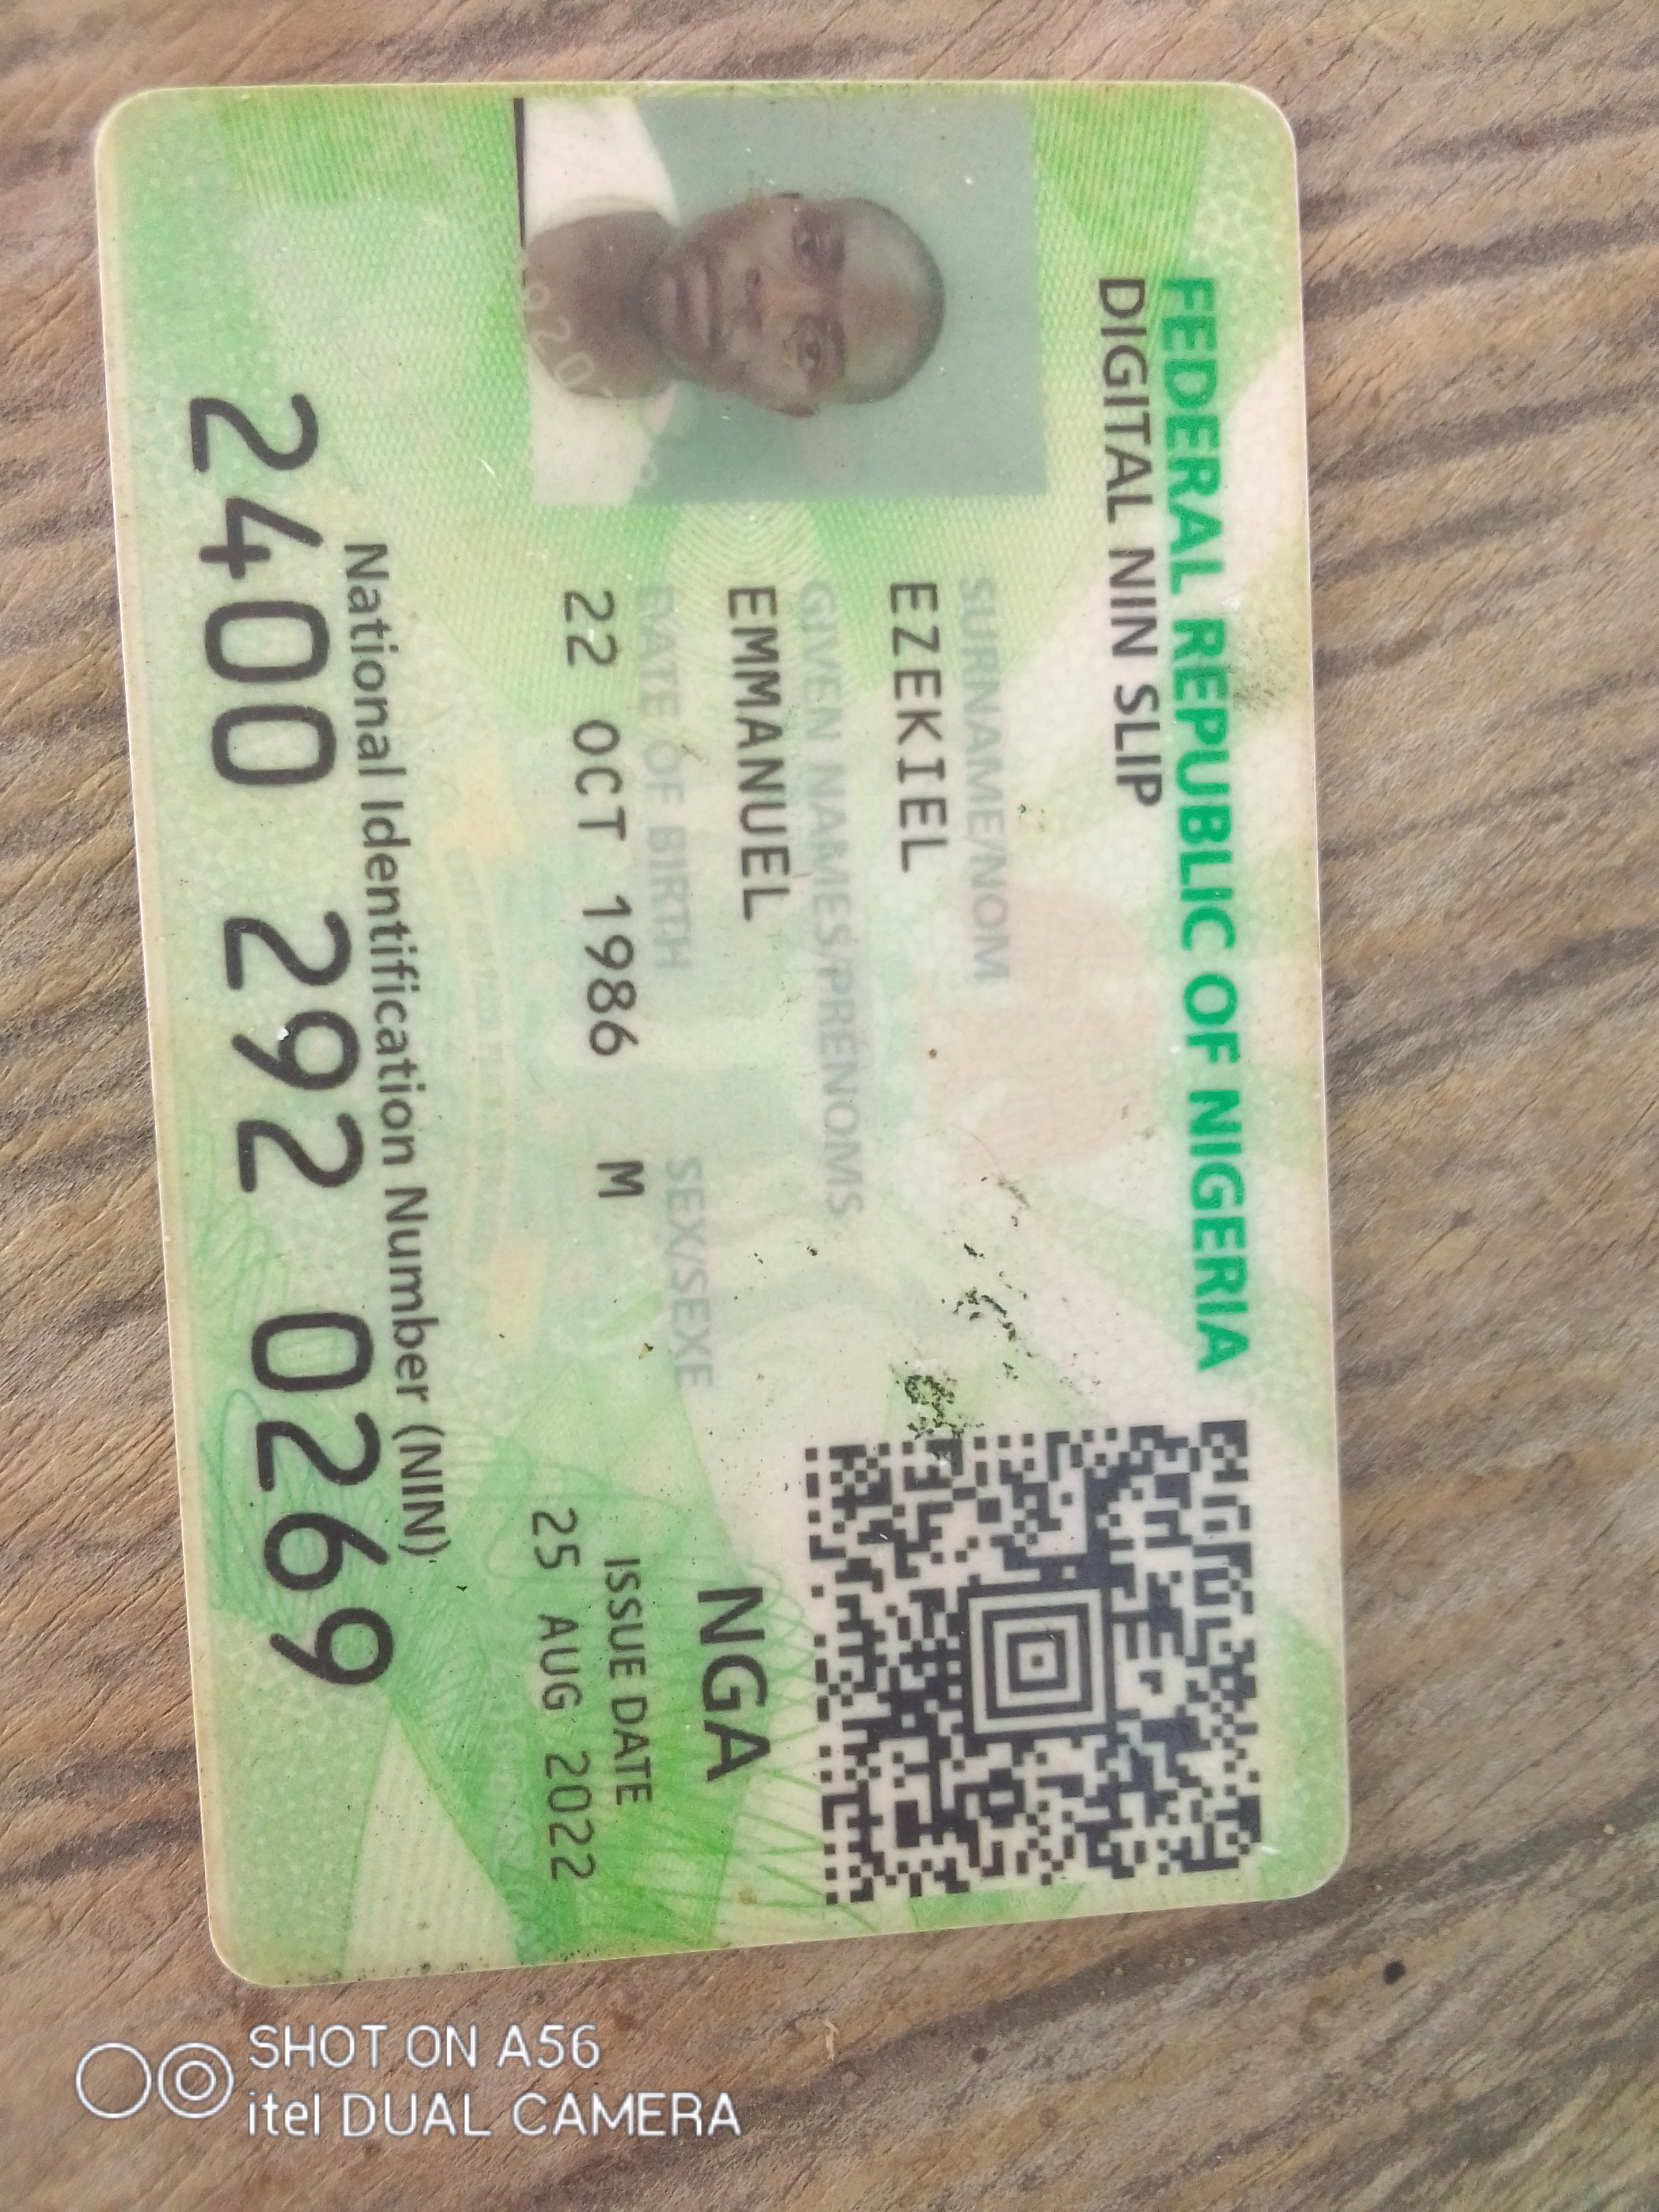 FEDERAL REPUBLIC OF NIGERIA
DIGITAL NIN SLIP
SURNAME/NOM
EZEKIEL
GIVEN NAMES/PRÉNOMS
EMMANUEL
DATE OF BIRTH SEX/SEXE
22 OCT 1986 M
NGA
ISSUE DATE
25 AUG 2022
National Identification Number (NIN)
2400 292 0269
SHOT ON A56
itel DUAL CAMERA